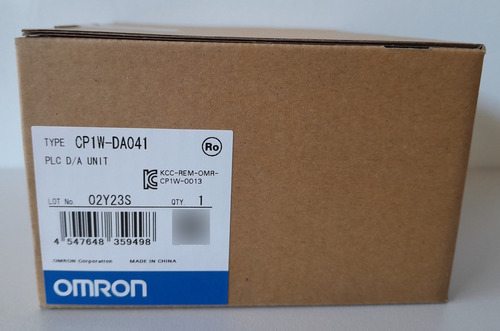 TYPE CP1W-DA041 Ro
PLC D/A UNIT
KCC-REM-OMR-
CP1W-0013
LOT No. 02Y23S QTY 1
4 547648 359498
OMRON Corporation MADE IN CHINA
OMRON